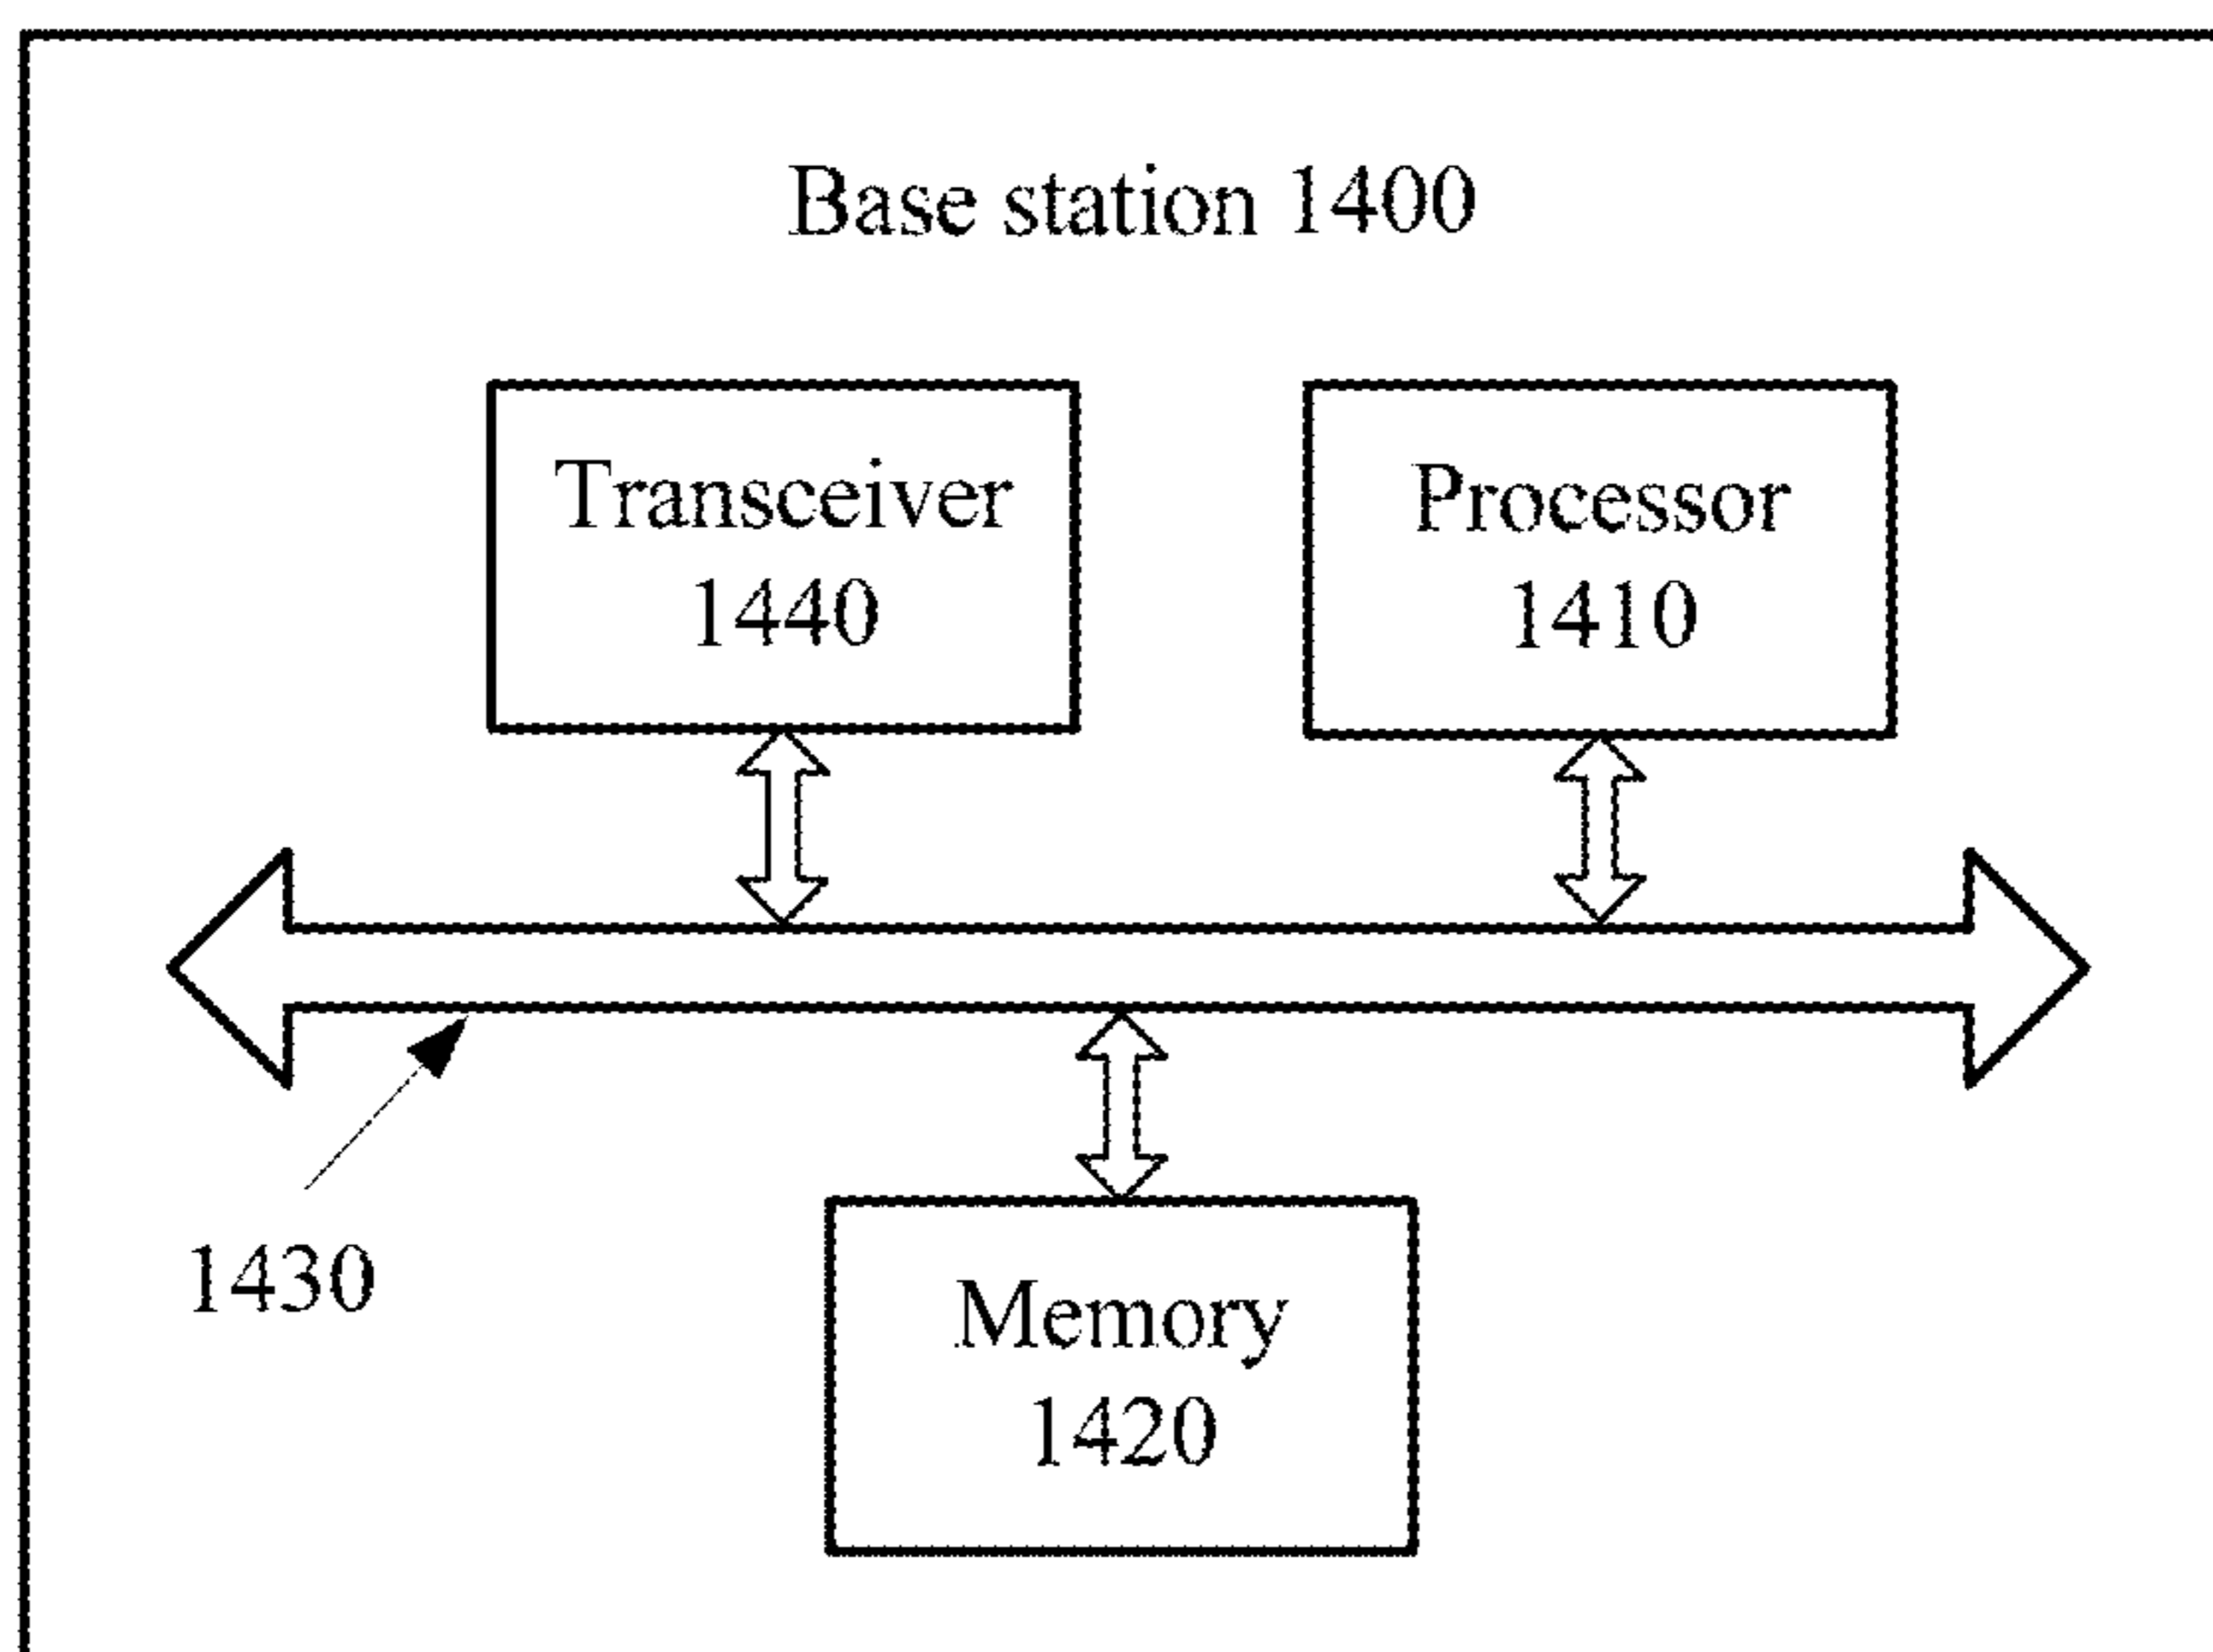 Base station 1400
Transceiver
1440
Processor
1410
1430
Memory
1420